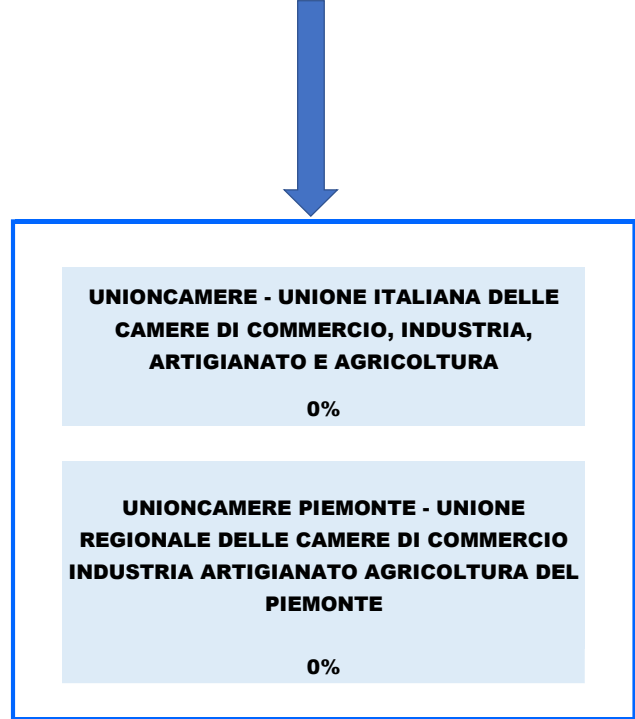 UNIONCAMERE - UNIONE ITALIANA DELLE
CAMERE DI COMMERCIO, INDUSTRIA,
ARTIGIANATO E AGRICOLTURA
0%
UNIONCAMERE PIEMONTE - UNIONE
REGIONALE DELLE CAMERE DI COMMERCIO
INDUSTRIA ARTIGIANATO AGRICOLTURA DEL
PIEMONTE
0%